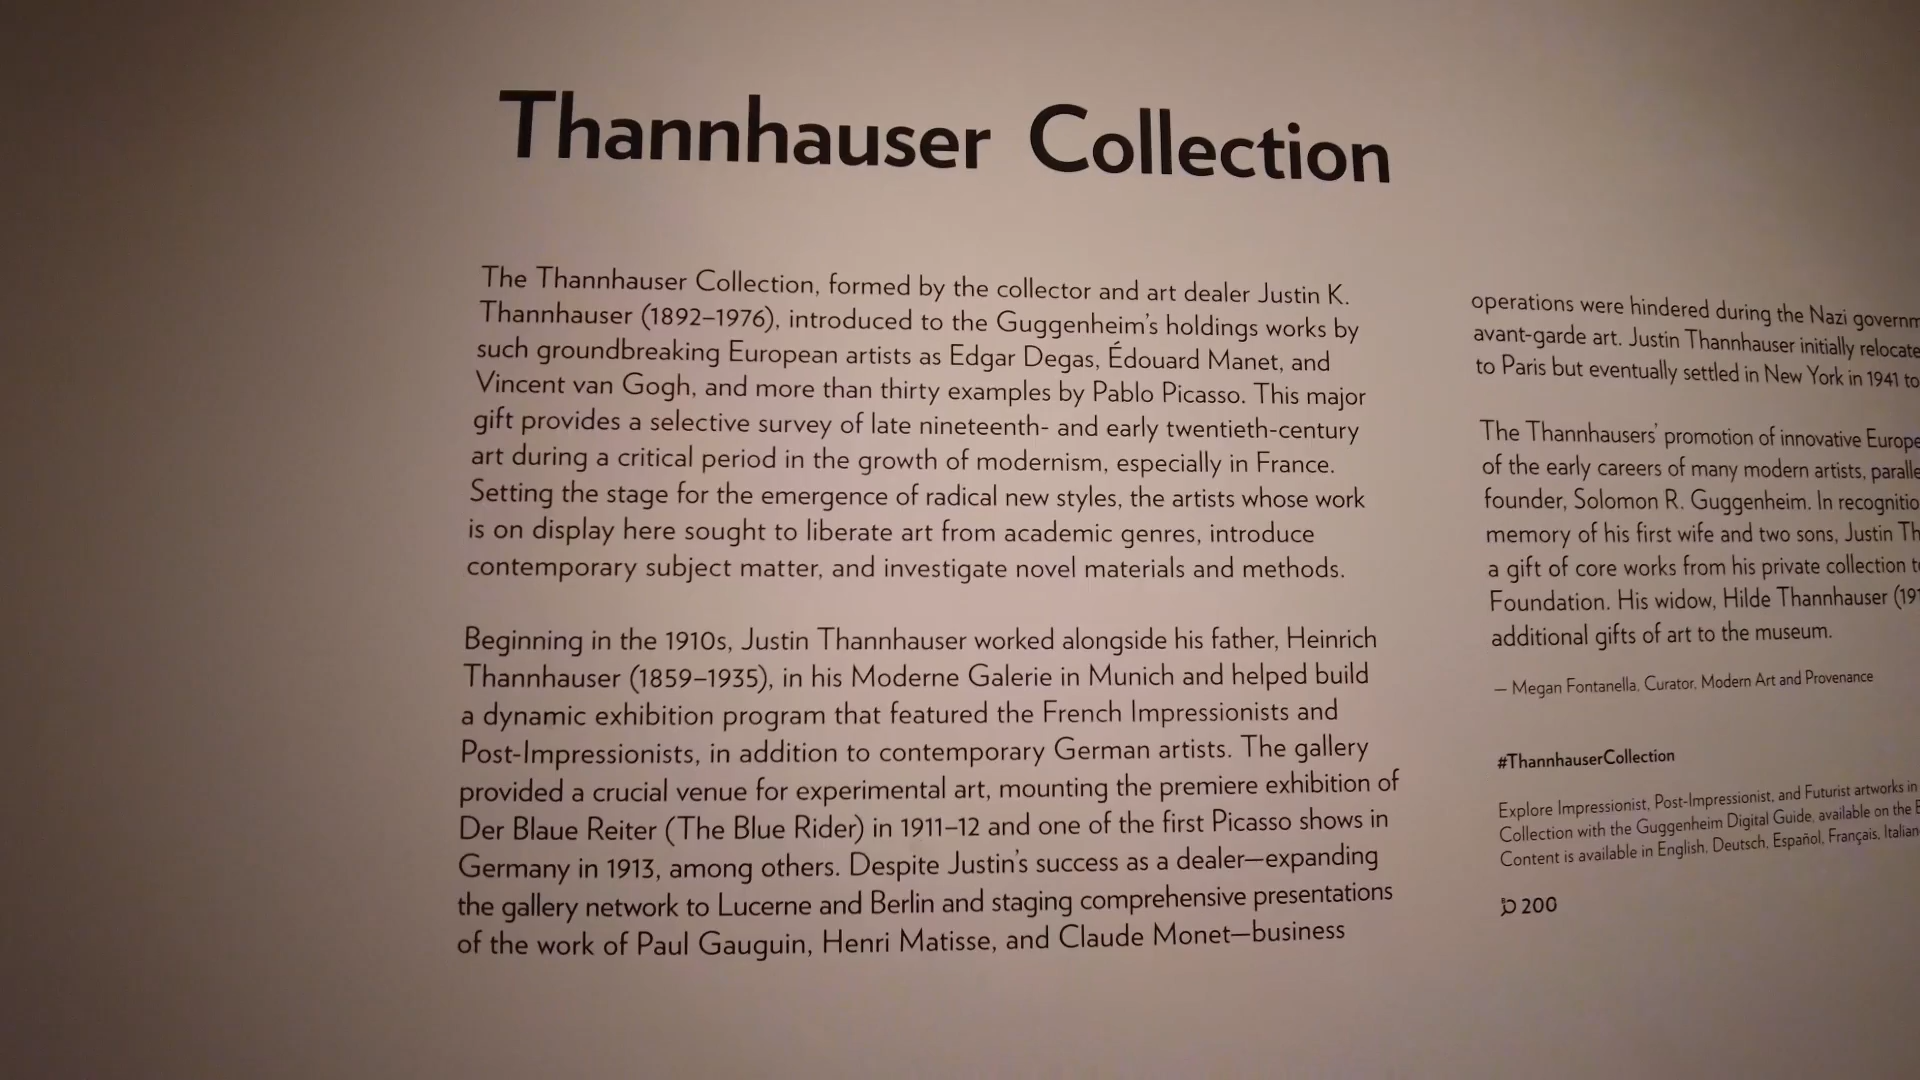 Thannhauser Collection
The Thannhauser Collection, formed by the collector and art dealer Justin K.
Thannhauser (1892–1976), introduced to the Guggenheim's holdings works by
such groundbreaking European artists as Edgar Degas, Édouard Manet, and
Vincent van Gogh, and more than thirty examples by Pablo Picasso. This major
gift provides a selective survey of late nineteenth- and early twentieth-century
art during a critical period in the growth of modernism, especially in France.
Setting the stage for the emergence of radical new styles, the artists whose work
is on display here sought to liberate art from academic genres, introduce
contemporary subject matter, and investigate novel materials and methods.
Beginning in the 1910s, Justin Thannhauser worked alongside his father, Heinrich
Thannhauser (1859–1935), in his Moderne Galerie in Munich and helped build
a dynamic exhibition program that featured the French Impressionists and
Post-Impressionists, in addition to contemporary German artists. The gallery
provided a crucial venue for experimental art, mounting the premiere exhibition of
Der Blaue Reiter (The Blue Rider) in 1911–12 and one of the first Picasso shows in
Germany in 1913, among others. Despite Justin's success as a dealer—expanding
the gallery network to Lucerne and Berlin and staging comprehensive presentations
of the work of Paul Gauguin, Henri Matisse, and Claude Monet—business
operations were hindered during the Nazi
avant-garde art. Justin Thannhauser initially
to Paris but eventually settled in New York in 1941 to
The Thannhausers' promotion of innovative
of the early careers of many modern artists,
founder, Solomon R. Guggenheim. In
memory of his first wife and two sons, Justin
a gift of core works from his private collection
Foundation. His widow, Hilde Thannhauser
additional gifts of art to the museum.
— Megan Fontanella, Curator, Modern Art and Provenance
#ThannhauserCollection
Explore Impressionist, Post-Impressionist, and Futurist artworks in
Collection with the Guggenheim Digital Guide, available on the
Content is available in English, Deutsch, Español, Français,
200